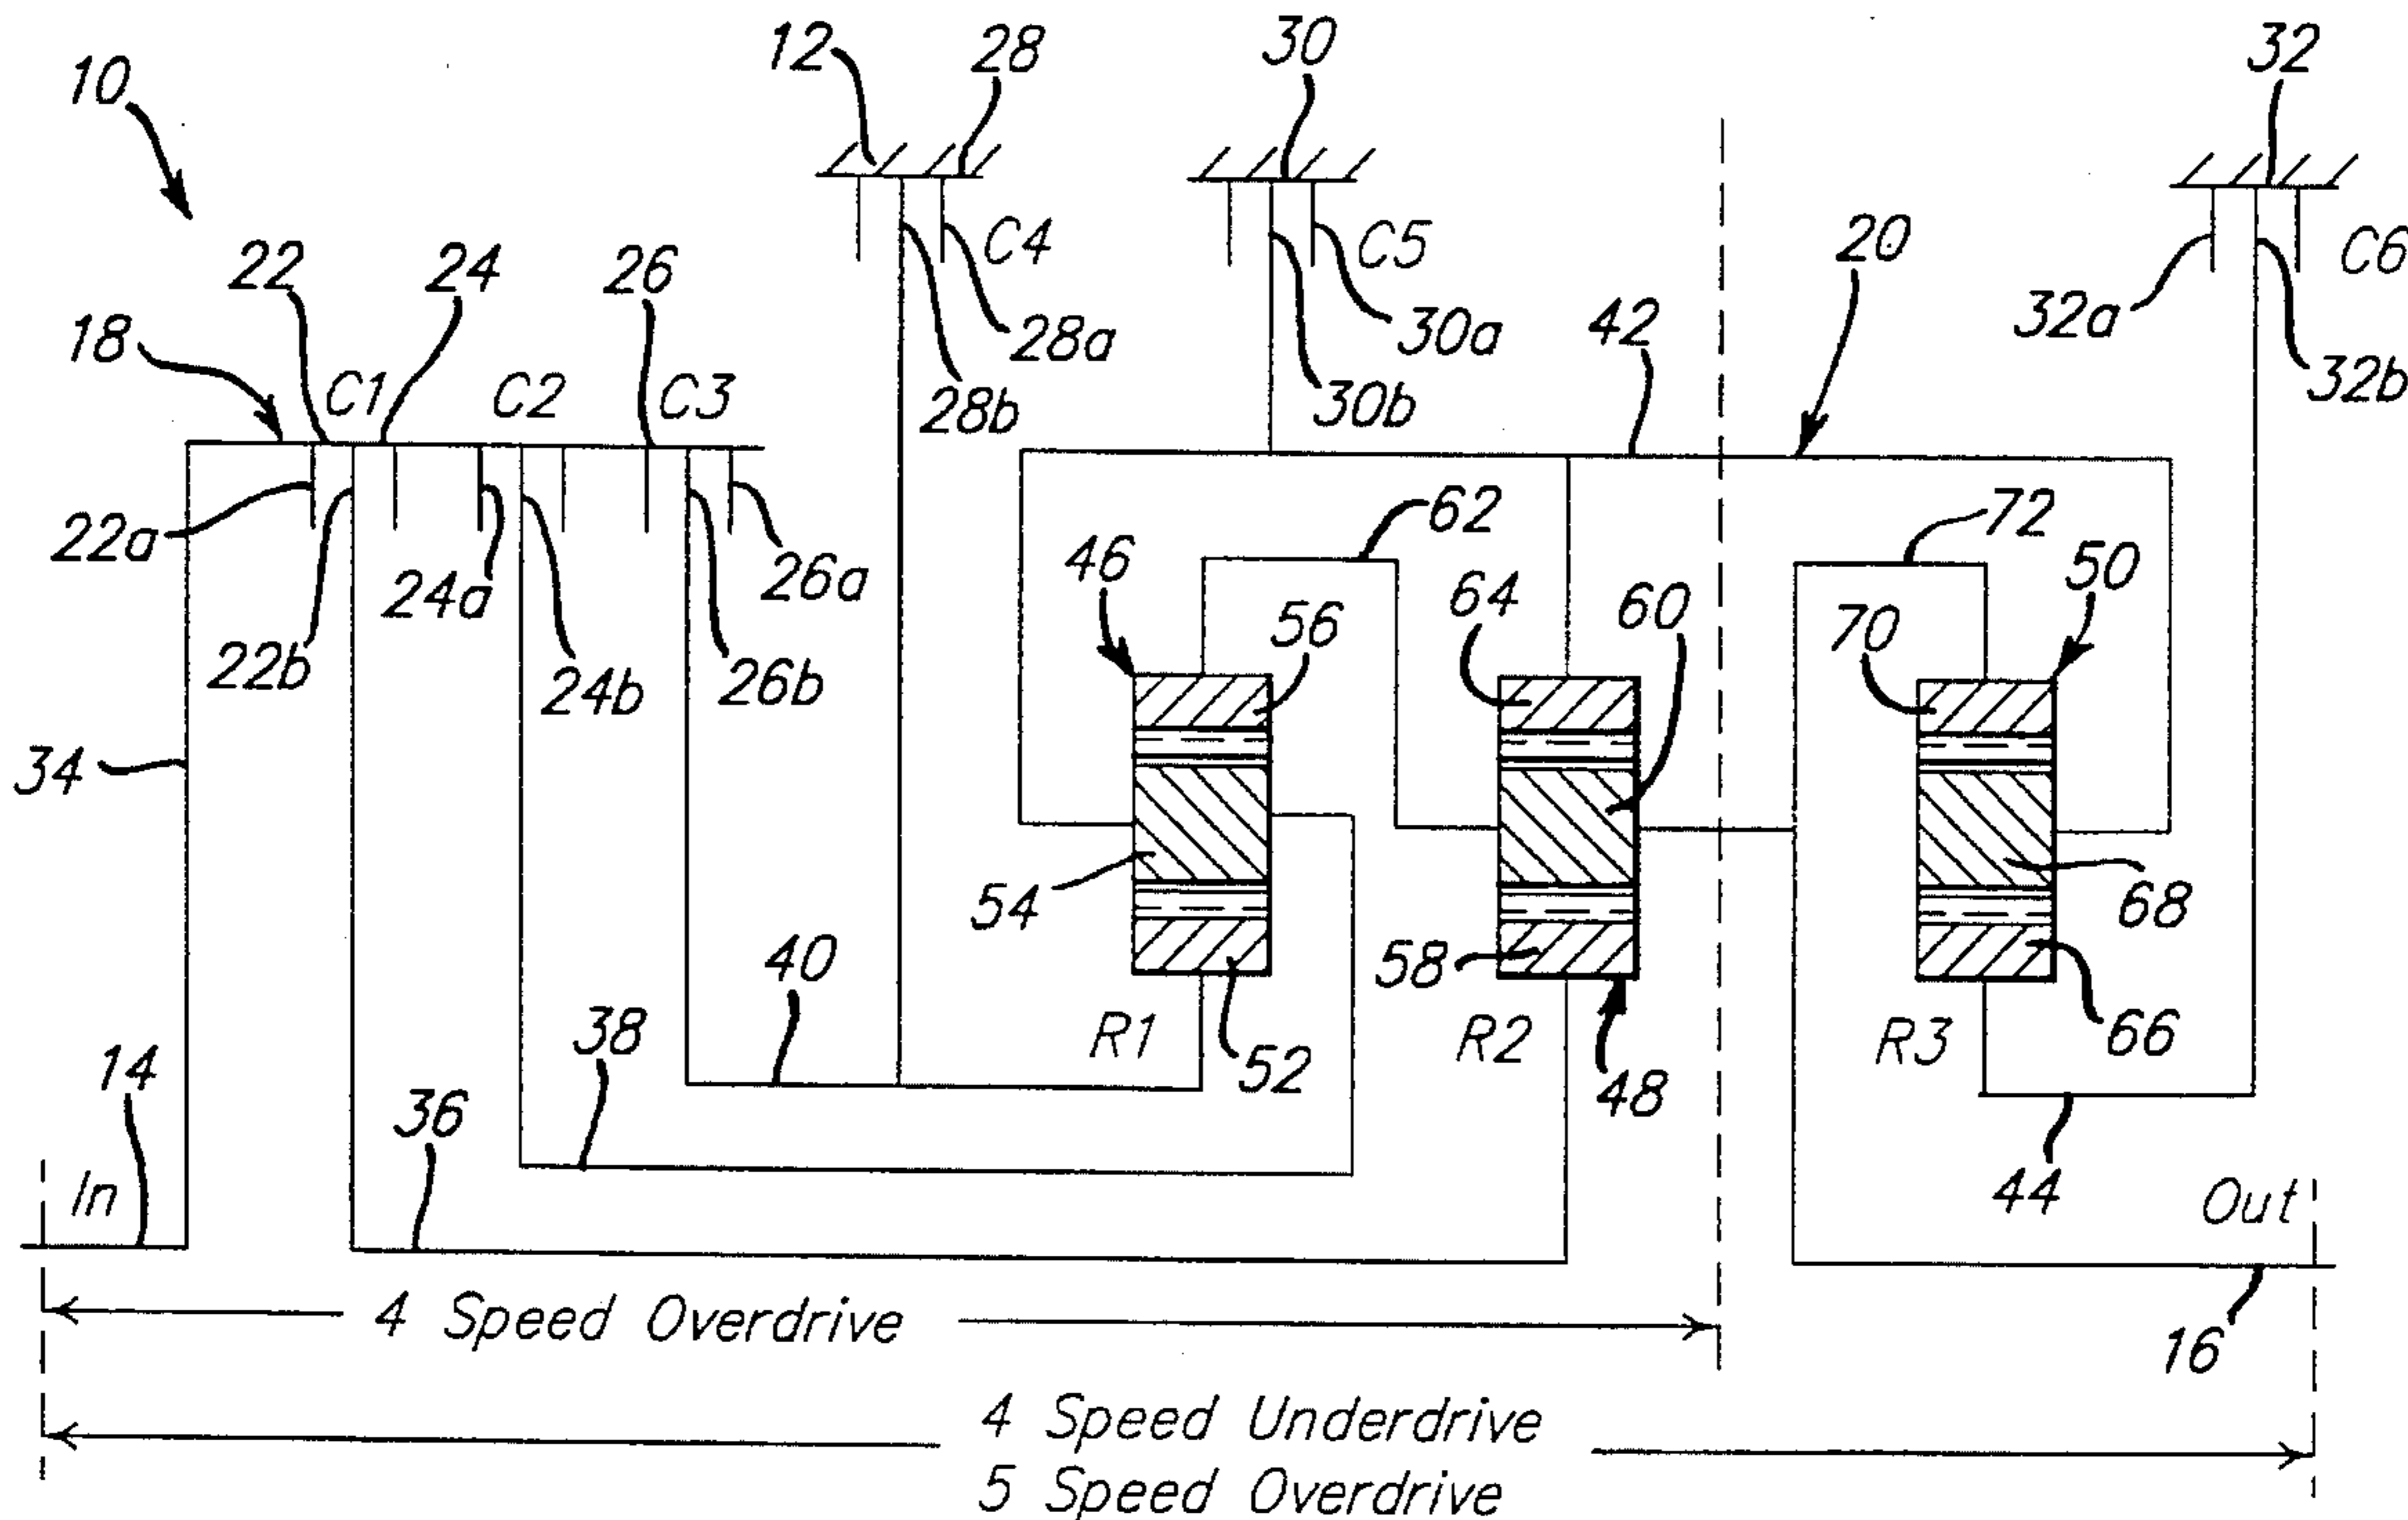 12
28
30
32
10
C4
C5
20
C6
22
24
26
28a
30a
42
32a
18
C1
C2
C3
28b
30b
32b
22a
24a
26a
62
72
46
56
64
60
70
50
22b
24b
26b
34
54
58
68
40
R1
52
R2
48
R3
66
14
38
36
44
In
Out
16
4 Speed Overdrive
4 Speed Underdrive
5 Speed Overdrive